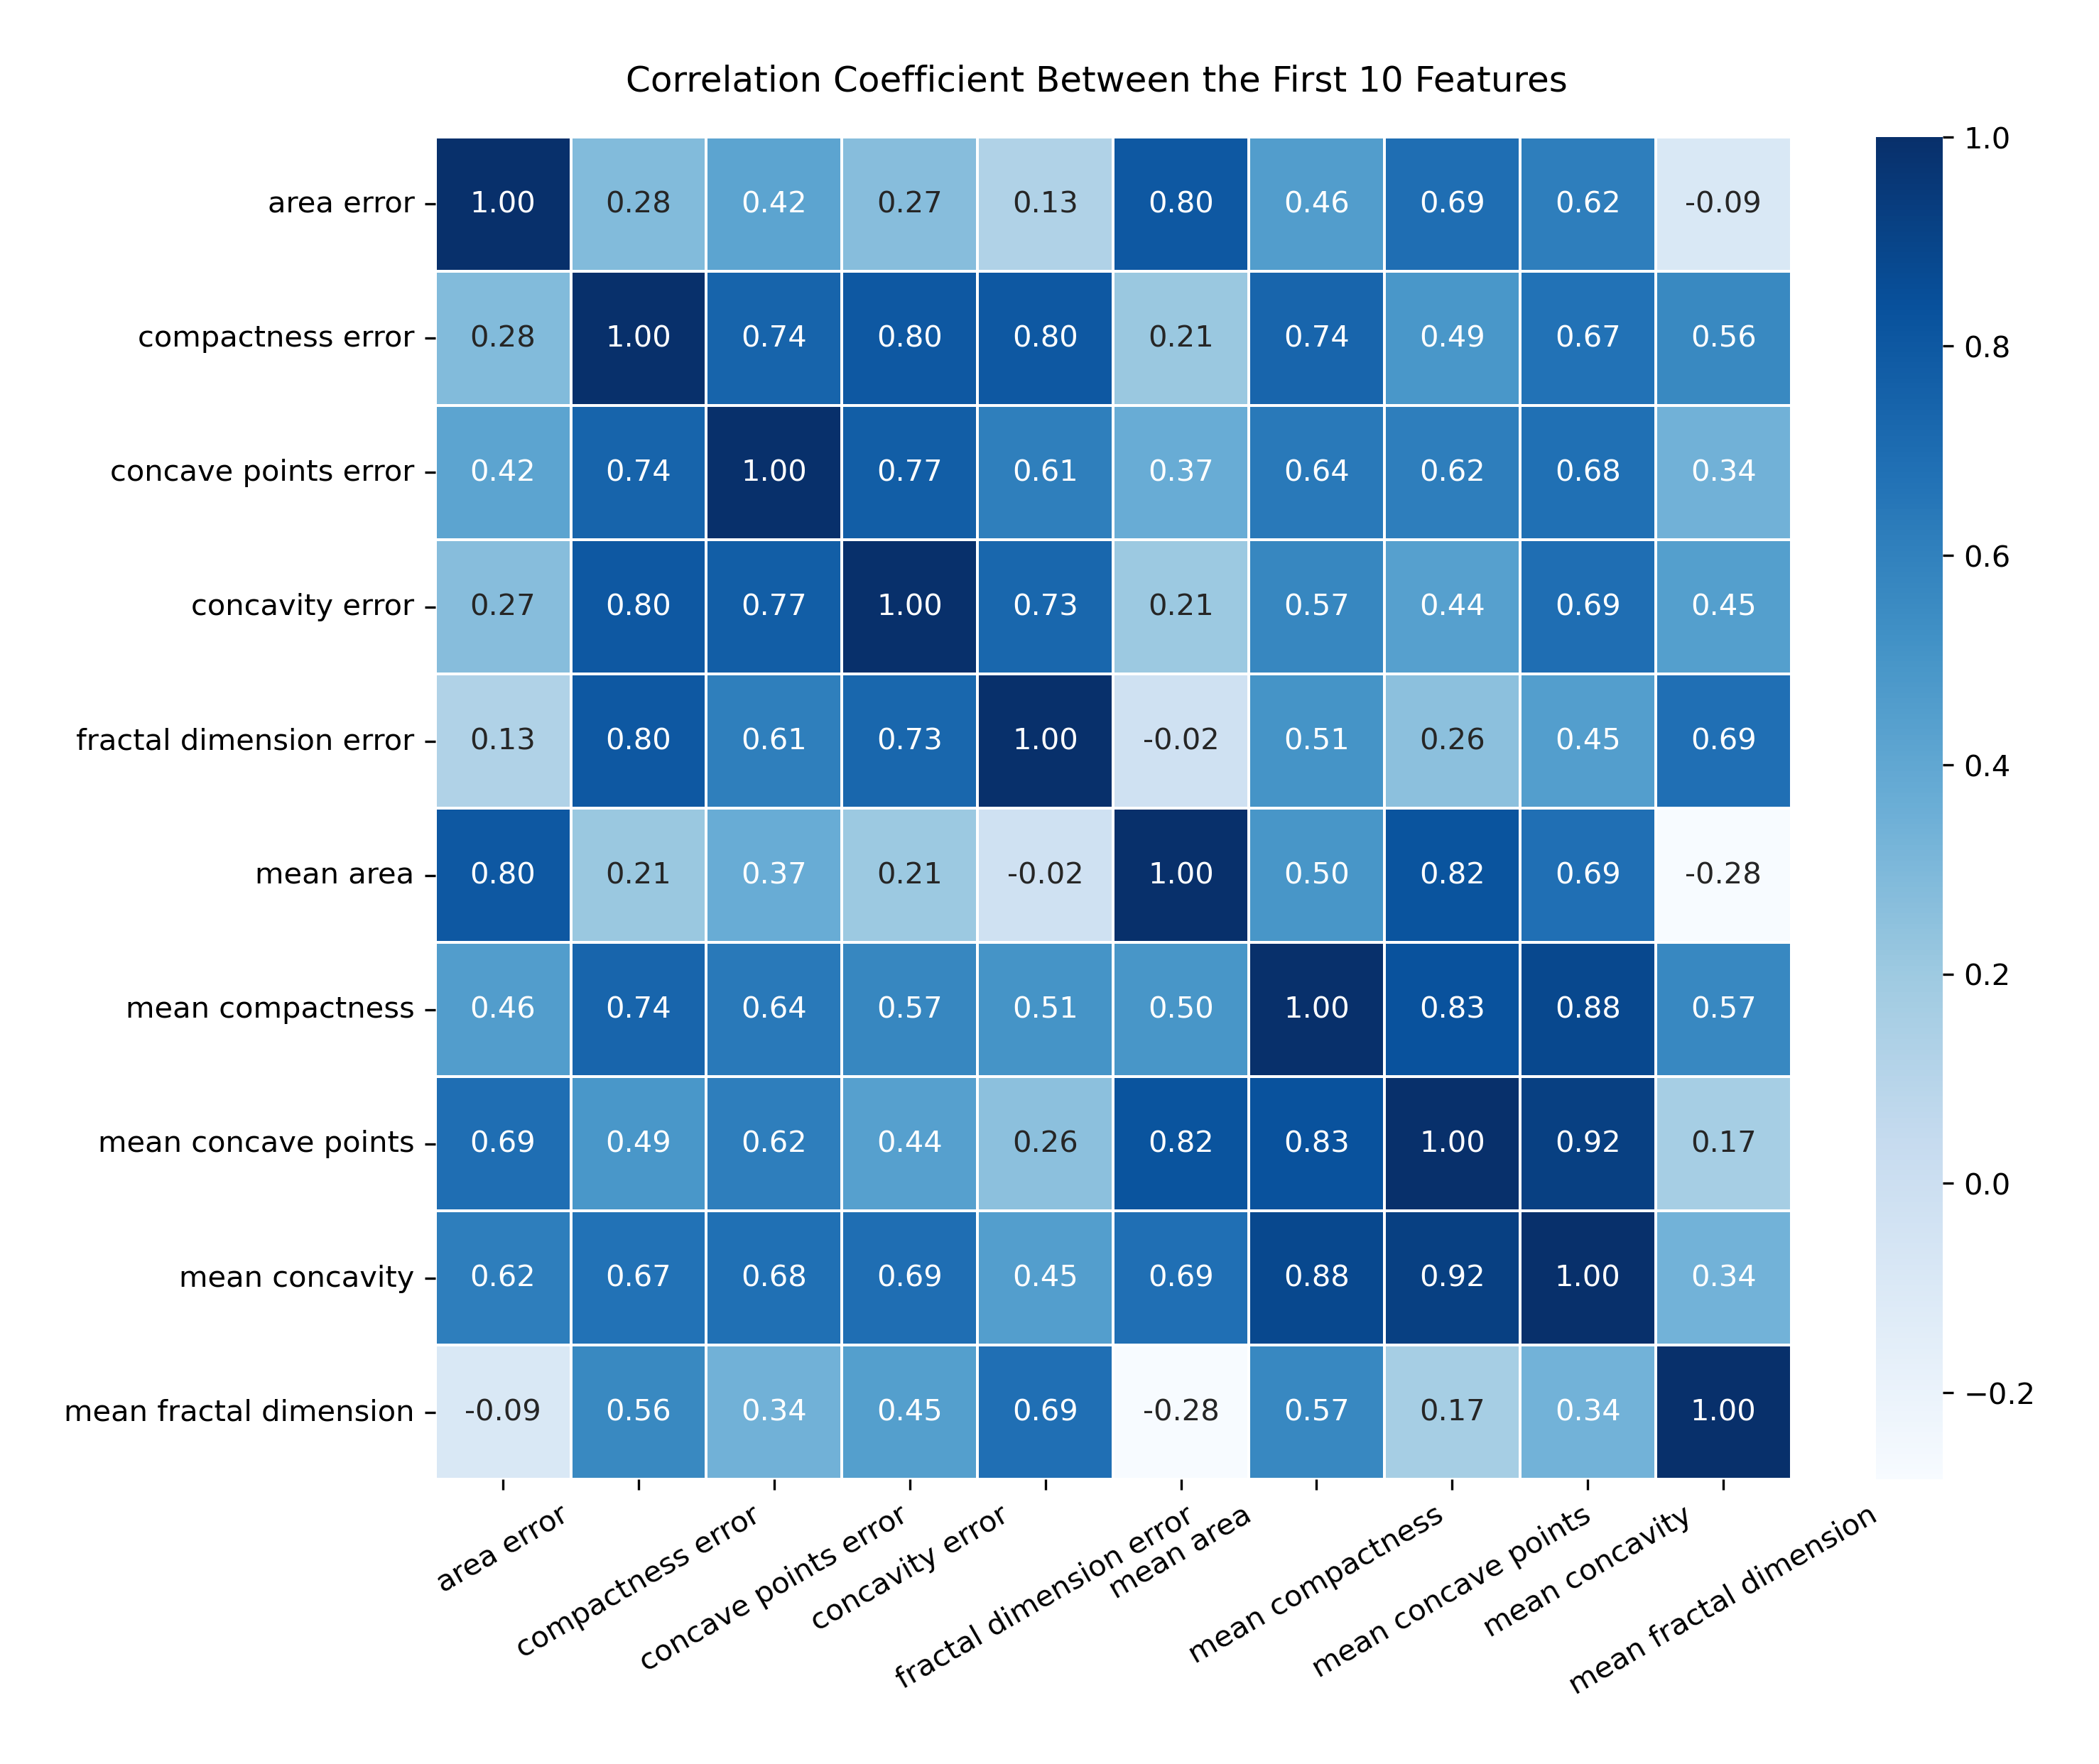 Correlation Coefficient Between the First 10 Features
area error 1.00 0.28 0.42 0.27 0.13 0.80 0.46 0.69 0.62 -0.09
compactness error 0.28 1.00 0.74 0.80 0.80 0.21 0.74 0.49 0.67 0.56
concave points error 0.42 0.74 1.00 0.77 0.61 0.37 0.64 0.62 0.68 0.34
concavity error 0.27 0.80 0.77 1.00 0.73 0.21 0.57 0.44 0.69 0.45
fractal dimension error 0.13 0.80 0.61 0.73 1.00 -0.02 0.51 0.26 0.45 0.69
mean area 0.80 0.21 0.37 0.21 -0.02 1.00 0.50 0.82 0.69 -0.28
mean compactness 0.46 0.74 0.64 0.57 0.51 0.50 1.00 0.83 0.88 0.57
mean concave points 0.69 0.49 0.62 0.44 0.26 0.82 0.83 1.00 0.92 0.17
mean concavity 0.62 0.67 0.68 0.69 0.45 0.69 0.88 0.92 1.00 0.34
mean fractal dimension -0.09 0.56 0.34 0.45 0.69 -0.28 0.57 0.17 0.34 1.00
area error
compactness error
concave points error
concavity error
fractal dimension error
mean area
mean compactness
mean concave points
mean concavity
mean fractal dimension
1.0
0.8
0.6
0.4
0.2
0.0
−0.2